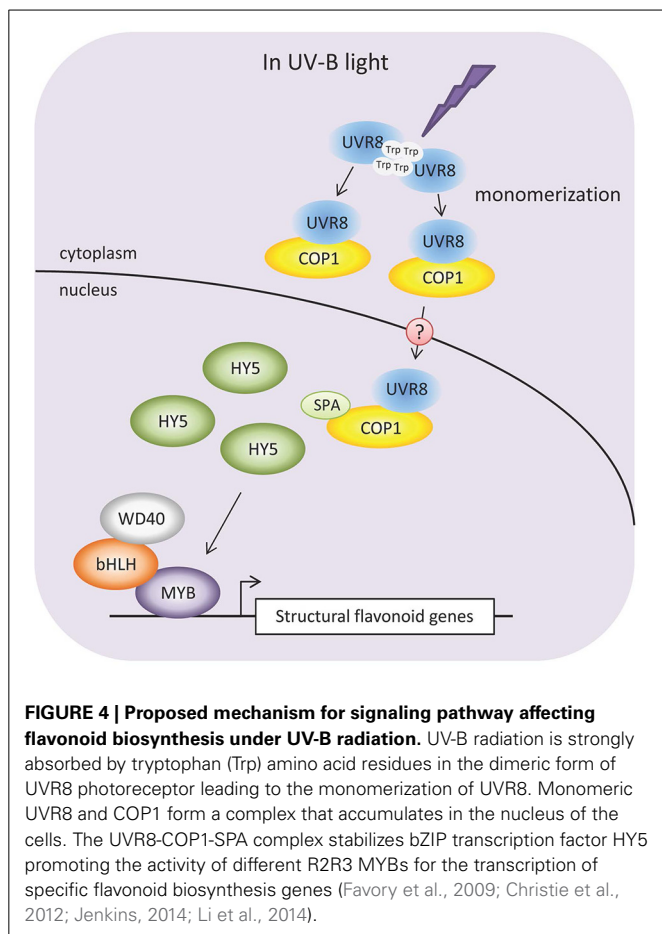 In UV-B light
UVR8
Trp Trp
Trp Trp
UVR8
monomerization
UVR8
COP1
UVR8
COP1
cytoplasm
nucleus
?
HY5
HY5
HY5
UVR8
SPA
COP1
WD40
bHLH
MYB
Structural flavonoid genes
FIGURE 4 | Proposed mechanism for signaling pathway affecting
flavonoid biosynthesis under UV-B radiation. UV-B radiation is strongly
absorbed by tryptophan (Trp) amino acid residues in the dimeric form of
UVR8 photoreceptor leading to the monomerization of UVR8. Monomeric
UVR8 and COP1 form a complex that accumulates in the nucleus of the
cells. The UVR8-COP1-SPA complex stabilizes bZIP transcription factor HY5
promoting the activity of different R2R3 MYBs for the transcription of
specific flavonoid biosynthesis genes (Favory et al., 2009; Christie et al.,
2012; Jenkins, 2014; Li et al., 2014).